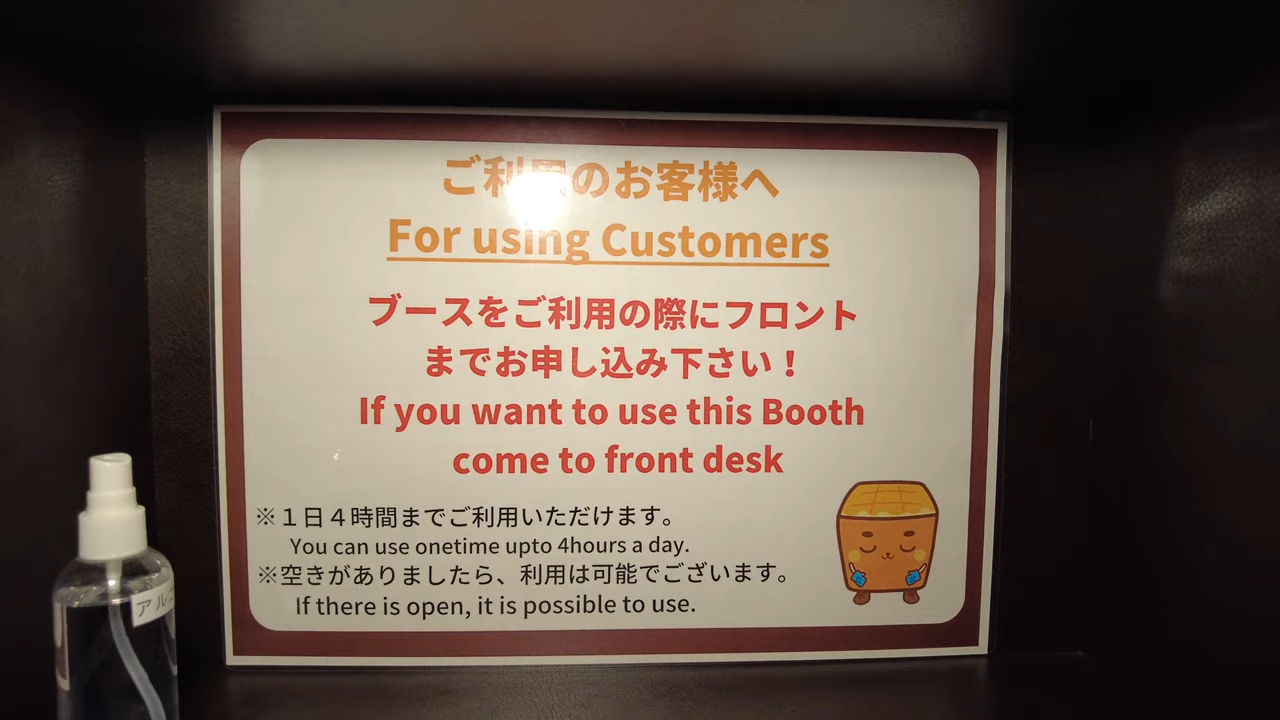 ご利用のお客様へ
For using Customers
ブースをご利用の際にフロント
までお申し込み下さい！
If you want to use this Booth
come to front desk
※１日４時間までご利用いただけます。
You can use onetime upto 4hours a day.
※空きがありましたら、利用は可能でございます。
If there is open, it is possible to use.
アル